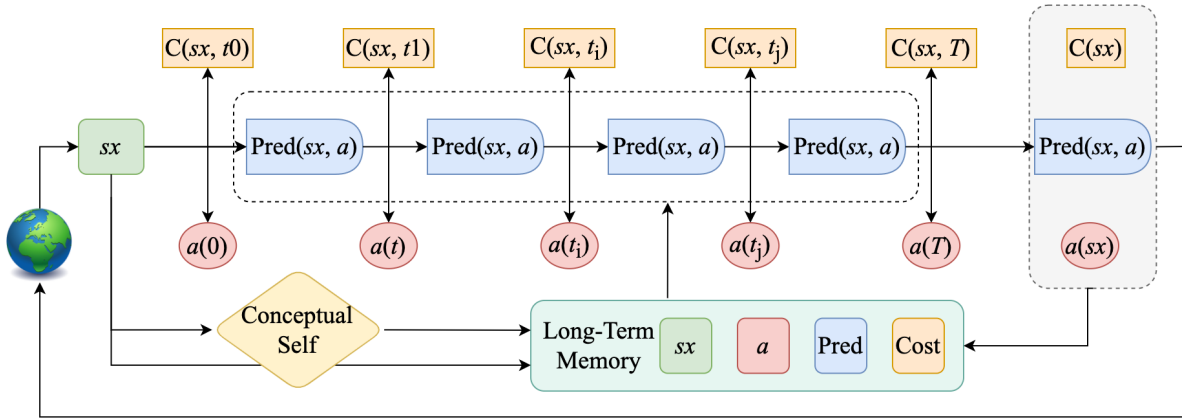 C(sx, t0)
C(sx, t1)
C(sx, tᵢ)
C(sx, tⱼ)
C(sx, T)
C(sx)
sx
Pred(sx, a)
Pred(sx, a)
Pred(sx, a)
Pred(sx, a)
Pred(sx, a)
a(0)
a(t)
a(tᵢ)
a(tⱼ)
a(T)
a(sx)
Conceptual
Self
Long-Term
Memory
sx
a
Pred
Cost